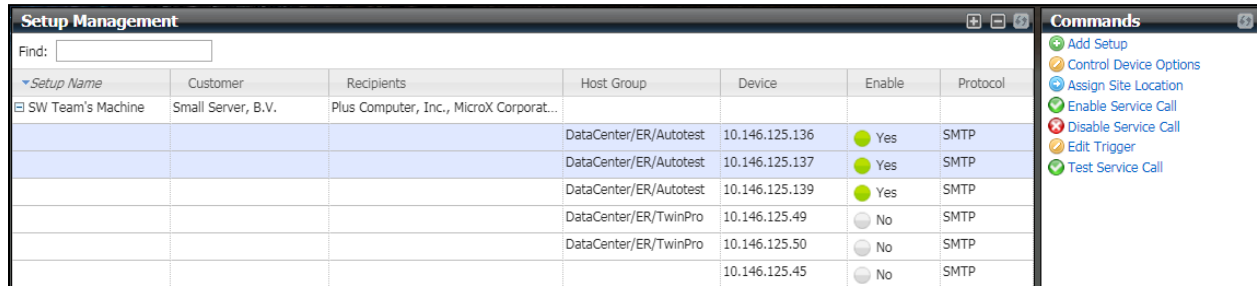 Setup Management
Find:
Setup Name Customer Recipients Host Group Device Enable Protocol
SW Team's Machine Small Server, B.V. Plus Computer, Inc., MicroX Corporat...
DataCenter/ER/Autotest 10.146.125.136 Yes SMTP
DataCenter/ER/Autotest 10.146.125.137 Yes SMTP
DataCenter/ER/Autotest 10.146.125.139 Yes SMTP
DataCenter/ER/TwinPro 10.146.125.49 No SMTP
DataCenter/ER/TwinPro 10.146.125.50 No SMTP
10.146.125.45 No SMTP
Commands
Add Setup
Control Device Options
Assign Site Location
Enable Service Call
Disable Service Call
Edit Trigger
Test Service Call